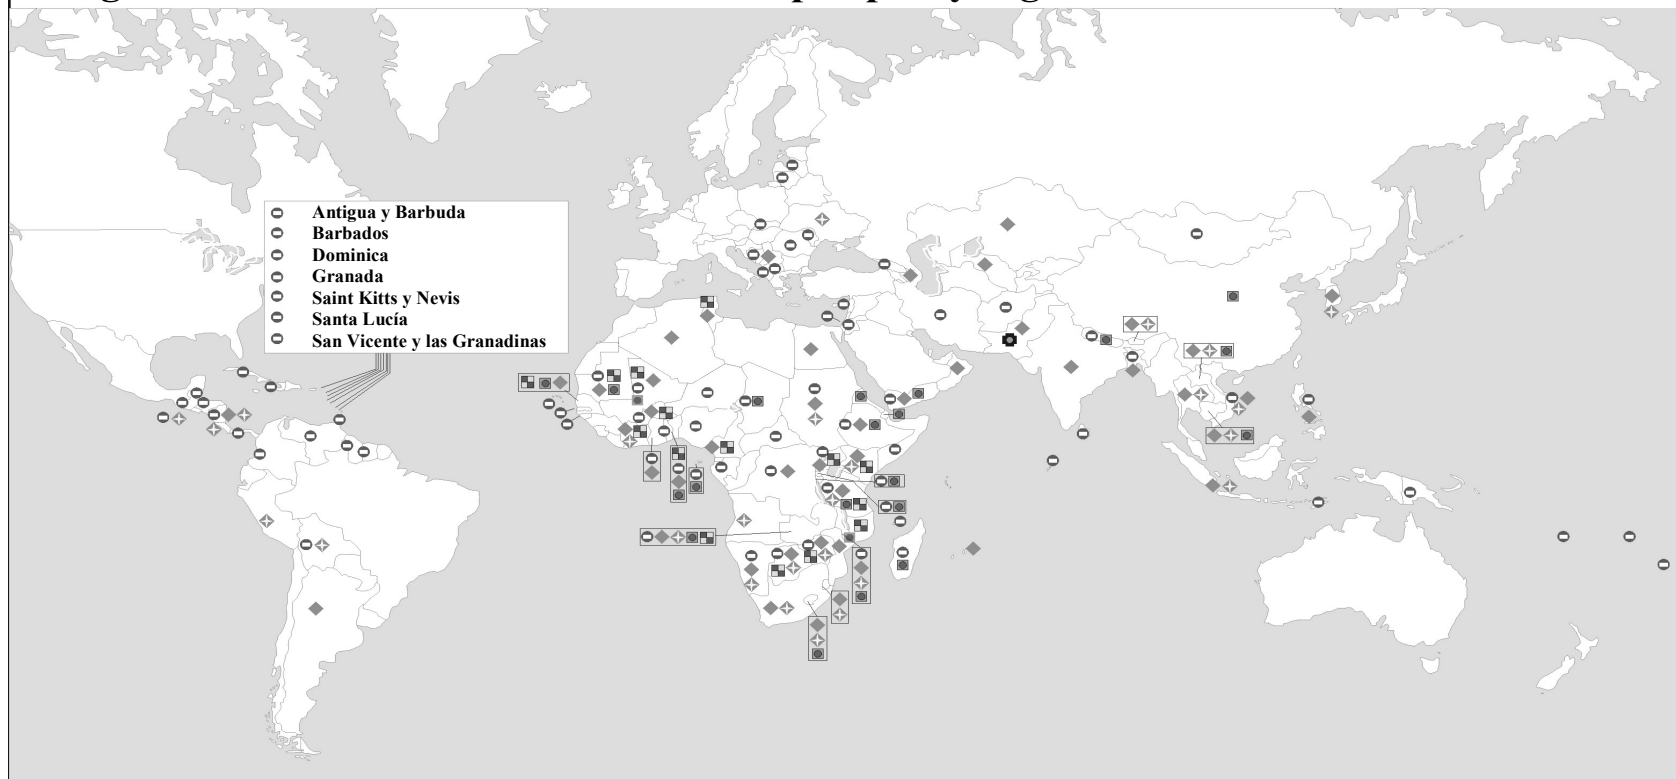 Antigua y Barbuda
Barbados
Dominica
Granada
Saint Kitts y Nevis
Santa Lucía
San Vicente y las Granadinas